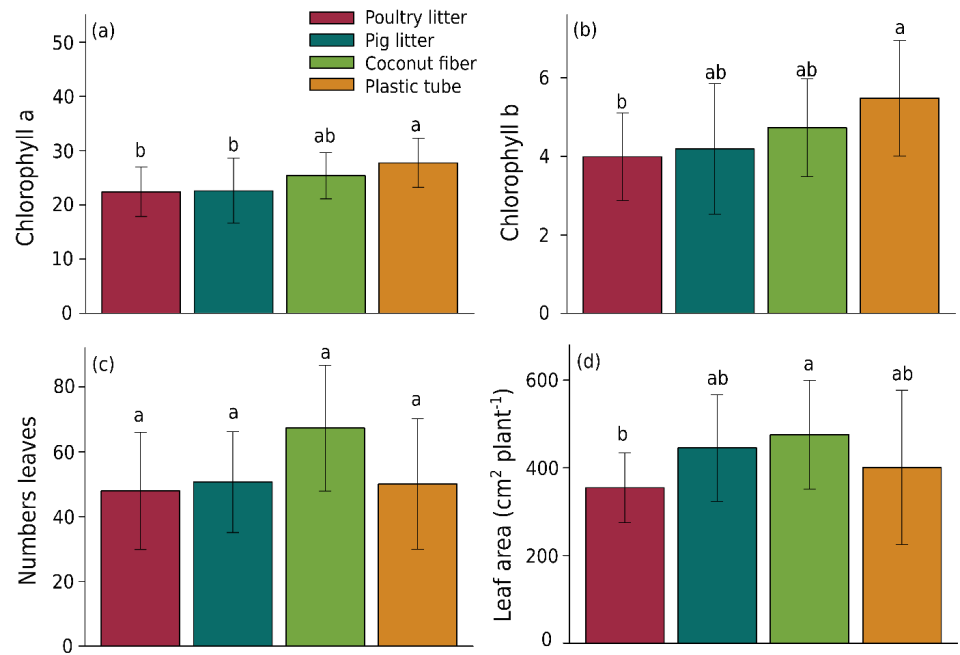 (a)
Poultry litter
Pig litter
Coconut fiber
Plastic tube
Chlorophyll a
50
40
30
20
10
0
b
b
ab
a
(b)
Chlorophyll b
6
4
2
0
b
ab
ab
a
(c)
Numbers leaves
80
60
40
20
0
a
a
a
a
(d)
Leaf area (cm² plant⁻¹)
600
400
200
0
b
ab
a
ab